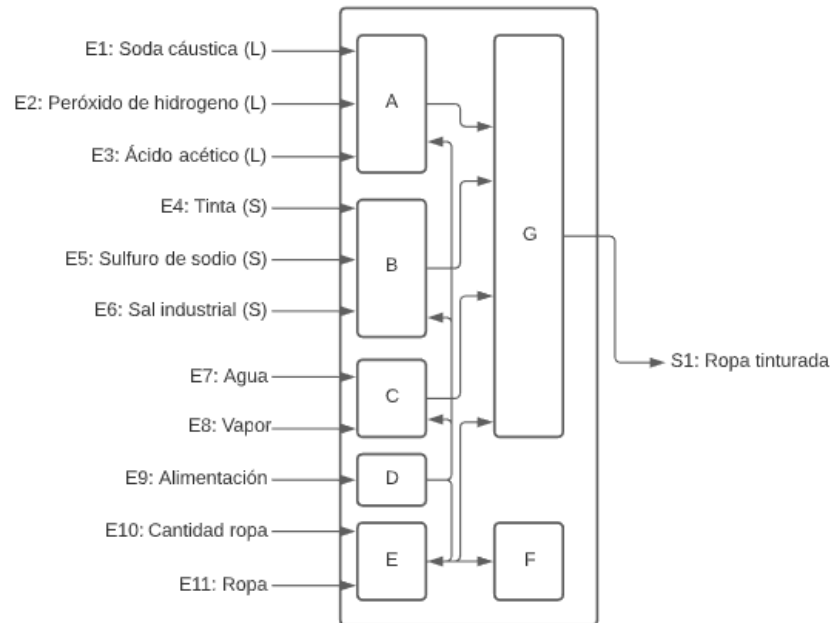 E1: Soda cáustica (L)
E2: Peróxido de hidrogeno (L)
E3: Ácido acético (L)
E4: Tinta (S)
E5: Sulfuro de sodio (S)
E6: Sal industrial (S)
E7: Agua
E8: Vapor
E9: Alimentación
E10: Cantidad ropa
E11: Ropa
A
B
C
D
E
F
G
S1: Ropa tinturada